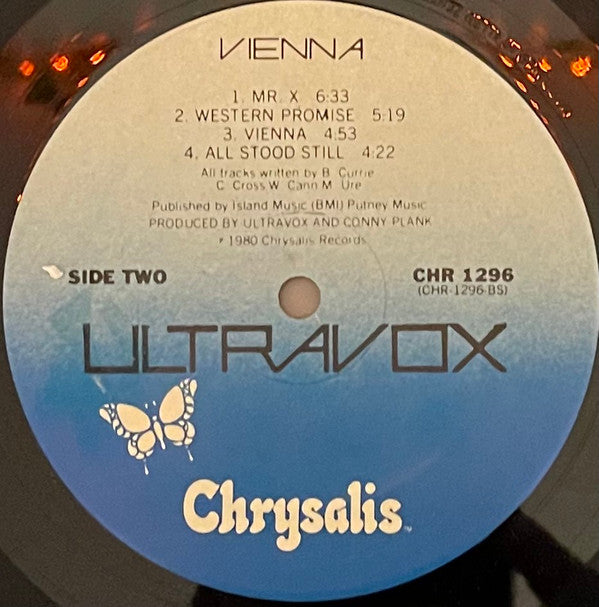 VIENNA
1. MR. X 6:33
2. WESTERN PROMISE 5:19
3. VIENNA 4:53
4. ALL STOOD STILL 4:22
All tracks written by B. Currie
C. Cross W. Cann M. Ure
Published by Island Music (BMI) Putney Music
PRODUCED BY ULTRAVOX AND CONNY PLANK
℗ 1980 Chrysalis Records
SIDE TWO
CHR 1296
(CHR-1296-BS)
ULTRAVOX
Chrysalis™